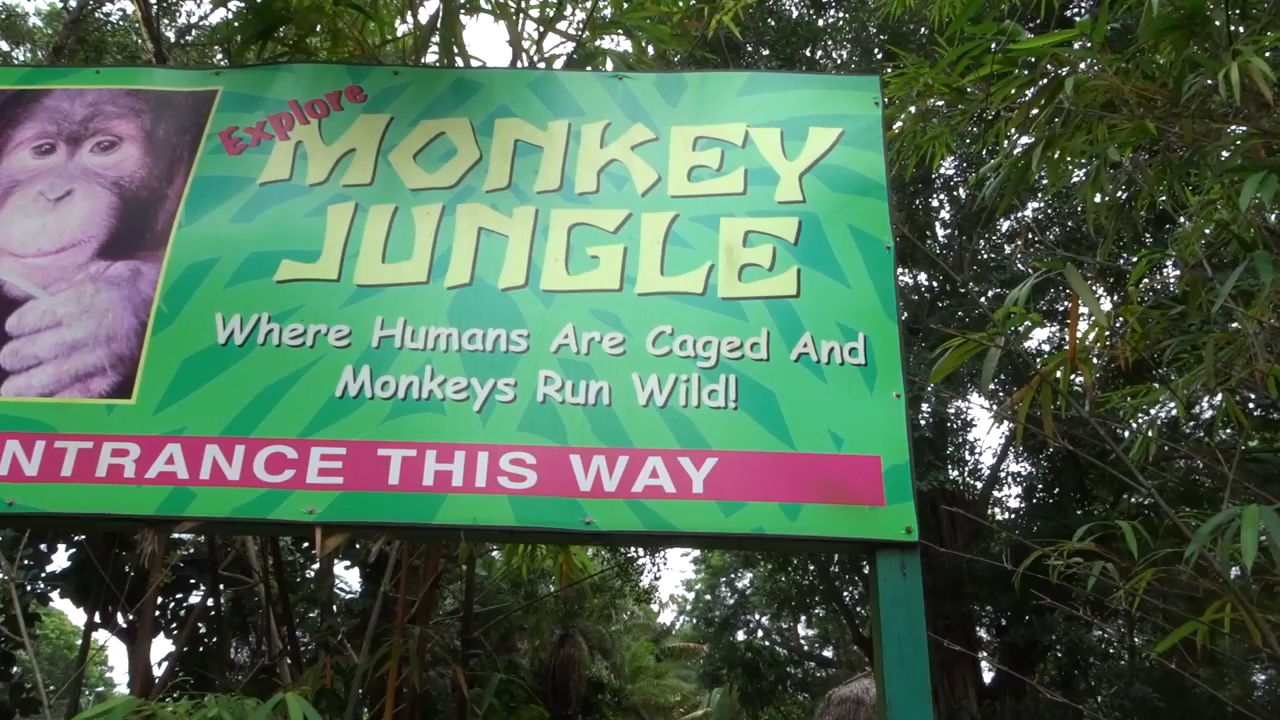 Explore
MONKEY
JUNGLE
Where Humans Are Caged And
Monkeys Run Wild!
NTRANCE THIS WAY